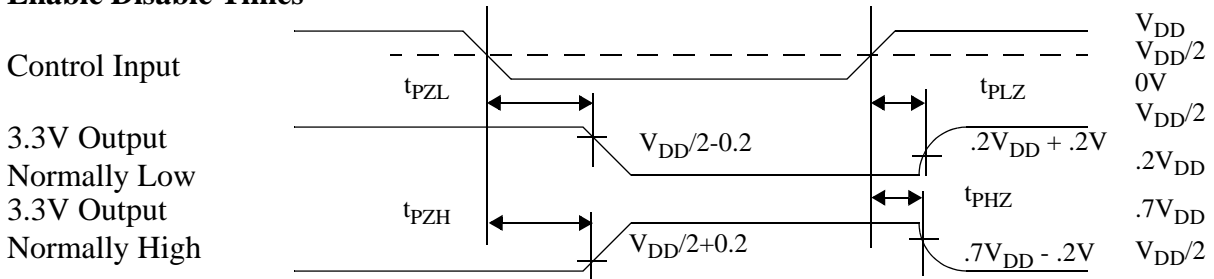 Enable Disable Times
Control Input
V_DD
V_DD/2
0V
t_PZL
t_PLZ
3.3V Output
Normally Low
V_DD/2-0.2
.2V_DD + .2V
V_DD/2
.2V_DD
3.3V Output
Normally High
t_PZH
t_PHZ
V_DD/2+0.2
.7V_DD - .2V
.7V_DD
V_DD/2